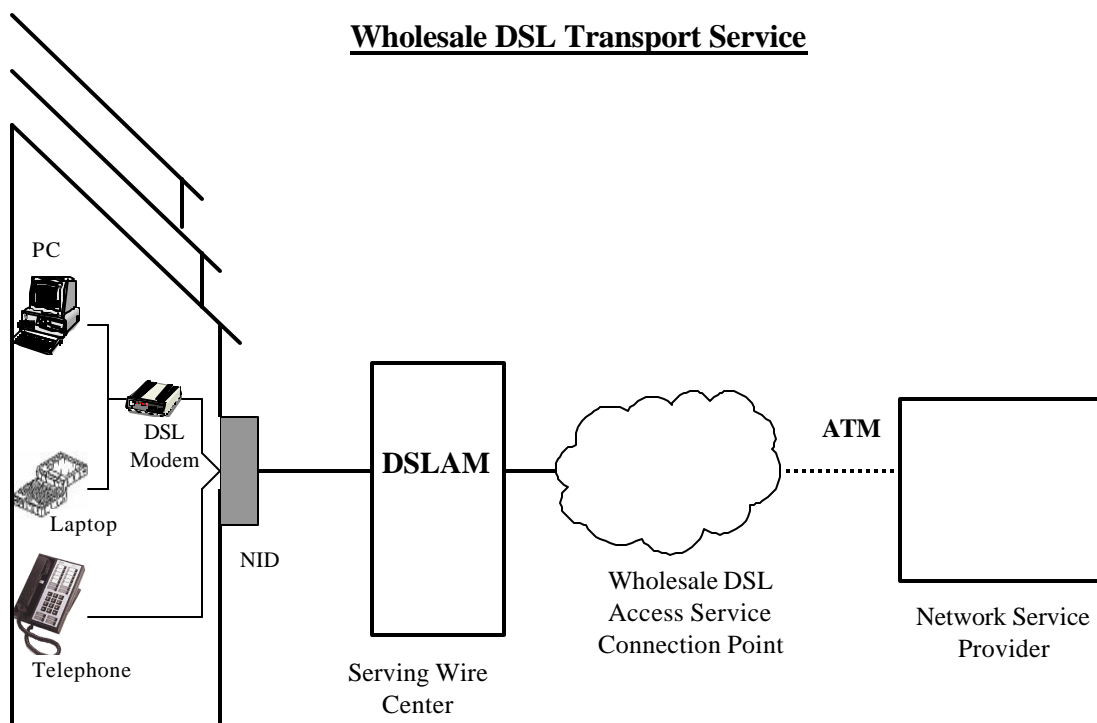 Wholesale DSL Transport Service
PC
DSL
Modem
Laptop
Telephone
NID
DSLAM
Serving Wire
Center
Wholesale DSL
Access Service
Connection Point
ATM
Network Service
Provider